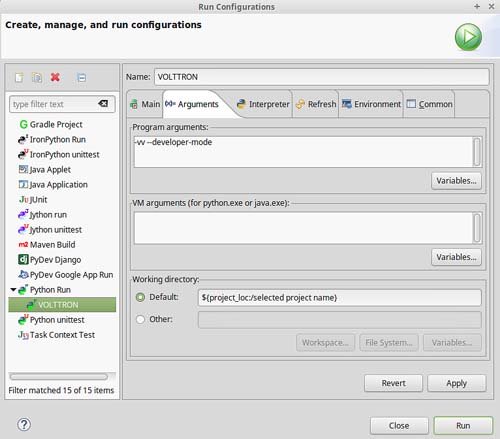 Run Configurations
Create, manage, and run configurations
Name: VOLTTRON
type filter text
Main Arguments Interpreter Refresh Environment Common
Gradle Project
IronPython Run
IronPython unittest
Java Applet
Java Application
JUnit
Jython run
Jython unittest
Maven Build
PyDev Django
PyDev Google App Run
Python Run
VOLTTRON
Python unittest
Task Context Test
Filter matched 15 of 15 items
Program arguments:
-vv --developer-mode
Variables...
VM arguments (for python.exe or java.exe):
Variables...
Working directory:
Default: ${project_loc:/selected project name}
Other:
Workspace... File System... Variables...
Revert Apply
Close Run